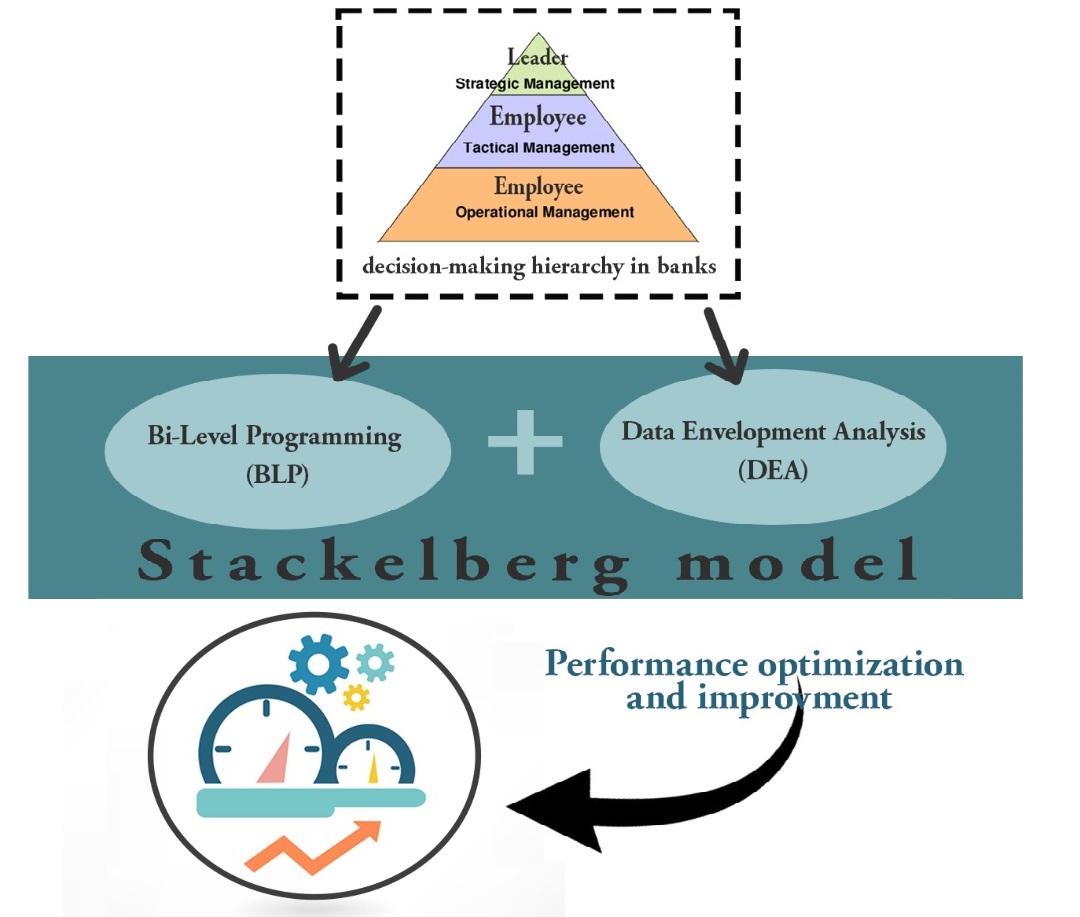 Leader
Strategic Management
Employee
Tactical Management
Employee
Operational Management
decision-making hierarchy in banks
Bi-Level Programming
(BLP)
+
Data Envelopment Analysis
(DEA)
Stackelberg model
Performance optimization
and improvment